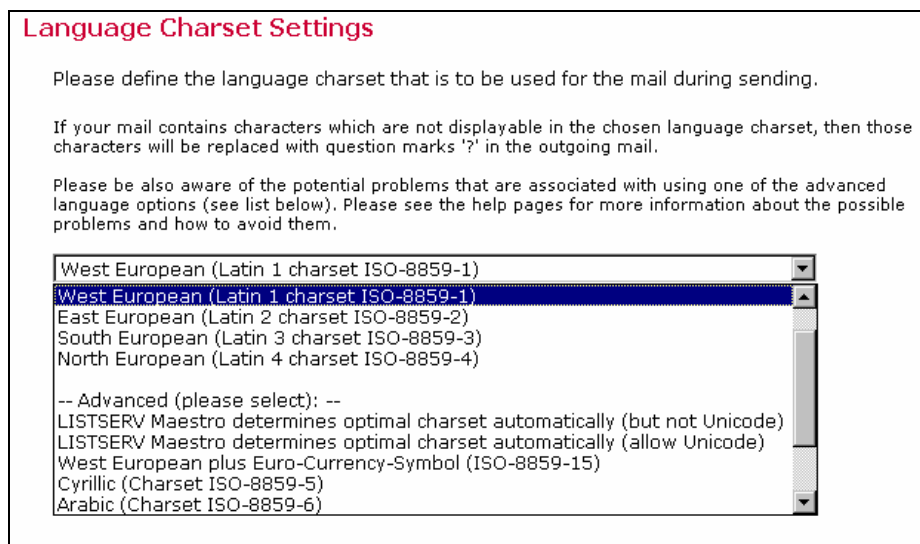 Language Charset Settings
Please define the language charset that is to be used for the mail during sending.
If your mail contains characters which are not displayable in the chosen language charset, then those
characters will be replaced with question marks '?' in the outgoing mail.
Please be also aware of the potential problems that are associated with using one of the advanced
language options (see list below). Please see the help pages for more information about the possible
problems and how to avoid them.
West European (Latin 1 charset ISO-8859-1)
West European (Latin 1 charset ISO-8859-1)
East European (Latin 2 charset ISO-8859-2)
South European (Latin 3 charset ISO-8859-3)
North European (Latin 4 charset ISO-8859-4)
-- Advanced (please select): --
LISTSERV Maestro determines optimal charset automatically (but not Unicode)
LISTSERV Maestro determines optimal charset automatically (allow Unicode)
West European plus Euro-Currency-Symbol (ISO-8859-15)
Cyrillic (Charset ISO-8859-5)
Arabic (Charset ISO-8859-6)